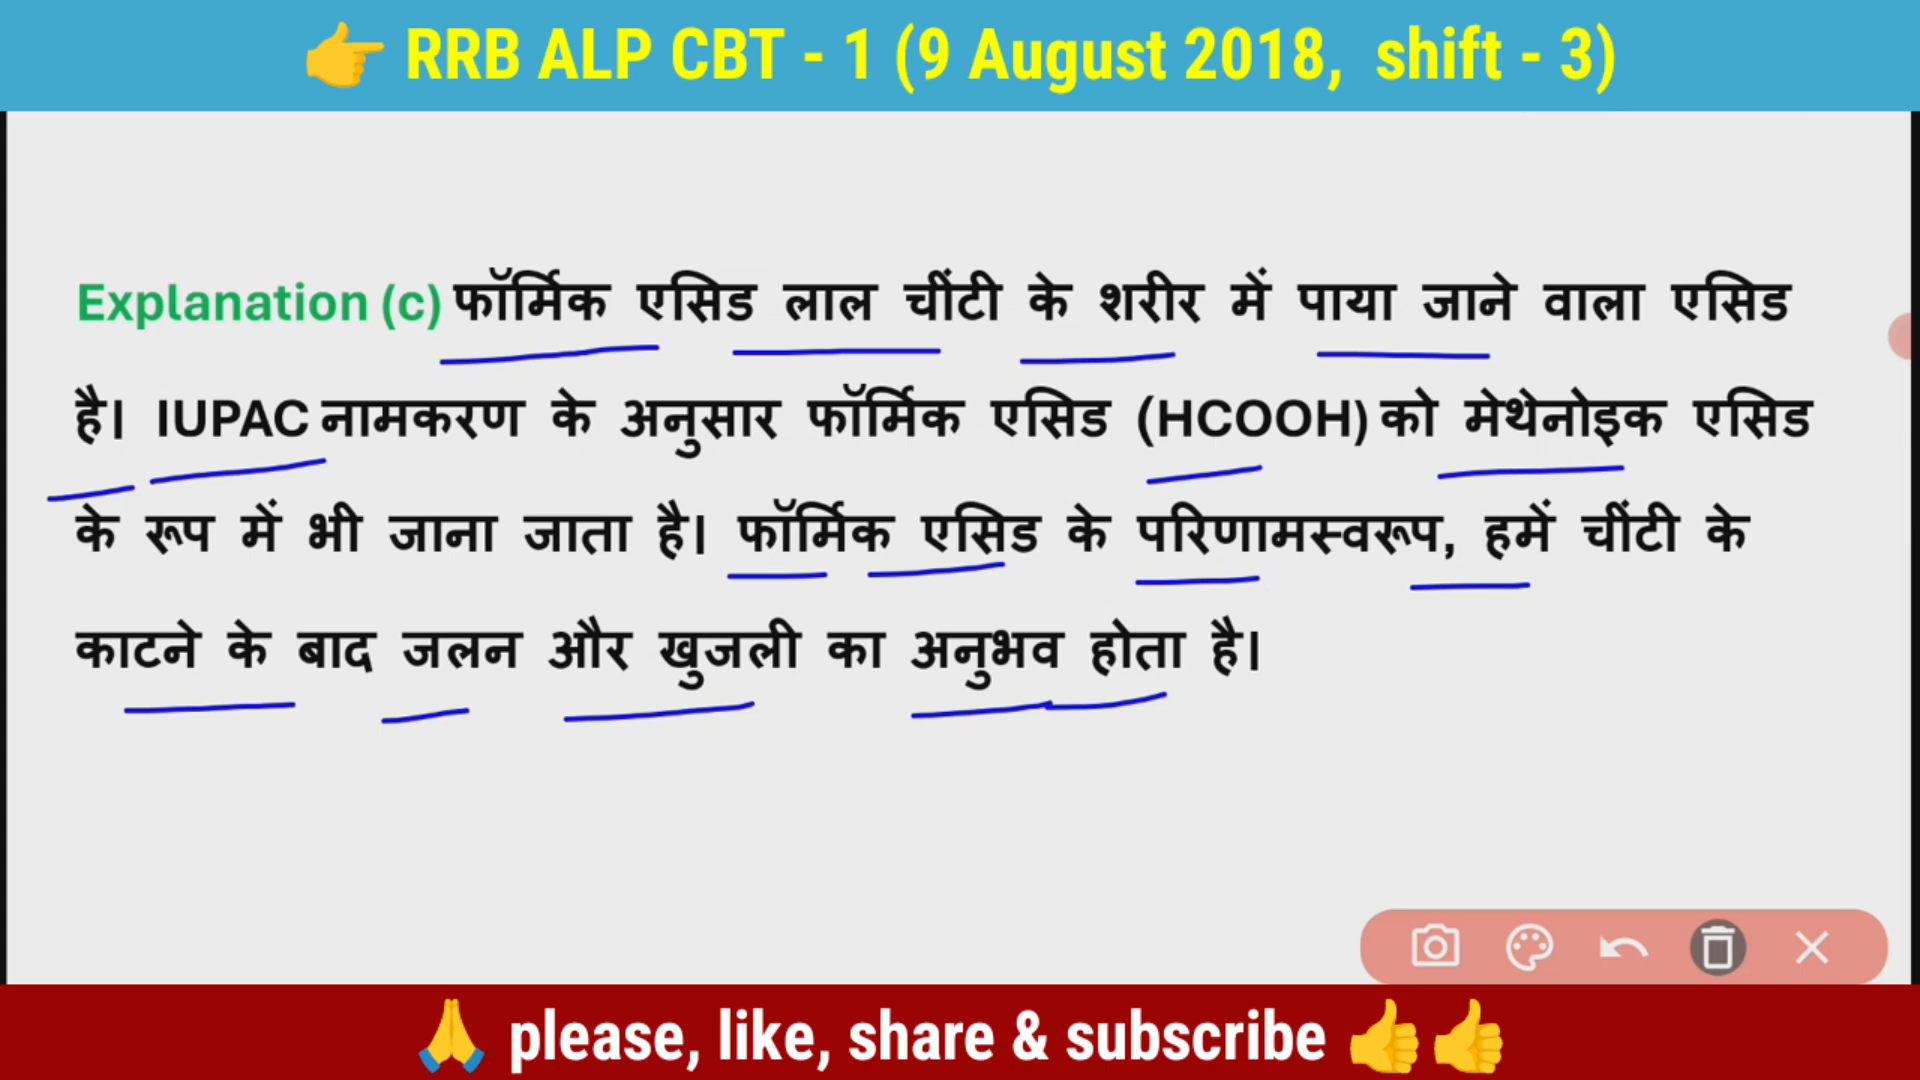 👉 RRB ALP CBT - 1 (9 August 2018, shift - 3)
Explanation (c) फॉर्मिक एसिड लाल चींटी के शरीर में पाया जाने वाला एसिड
है। IUPAC नामकरण के अनुसार फॉर्मिक एसिड (HCOOH) को मेथेनोइक एसिड
के रूप में भी जाना जाता है। फॉर्मिक एसिड के परिणामस्वरूप, हमें चींटी के
काटने के बाद जलन और खुजली का अनुभव होता है।
🙏 please, like, share & subscribe 👍👍